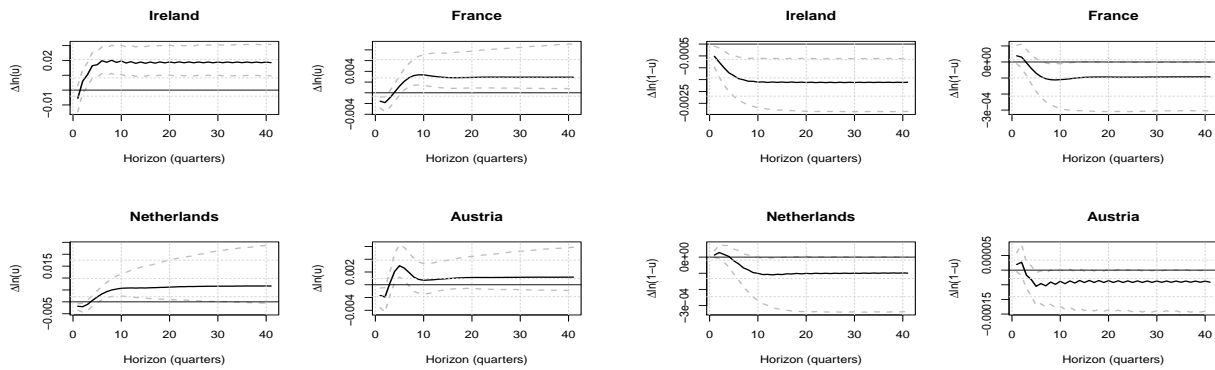 Ireland
Δln(u)
−0.01
0.02
0
10
20
30
40
Horizon (quarters)
France
Δln(u)
−0.004
0.004
0
10
20
30
40
Horizon (quarters)
Ireland
Δln(1−u)
−0.0025
−0.0005
0
10
20
30
40
Horizon (quarters)
France
Δln(1−u)
−3e−04
0e+00
0
10
20
30
40
Horizon (quarters)
Netherlands
Δln(u)
−0.005
0.015
0
10
20
30
40
Horizon (quarters)
Austria
Δln(u)
−0.004
0.002
0
10
20
30
40
Horizon (quarters)
Netherlands
Δln(1−u)
−3e−04
0e+00
0
10
20
30
40
Horizon (quarters)
Austria
Δln(1−u)
−0.00015
0.00005
0
10
20
30
40
Horizon (quarters)